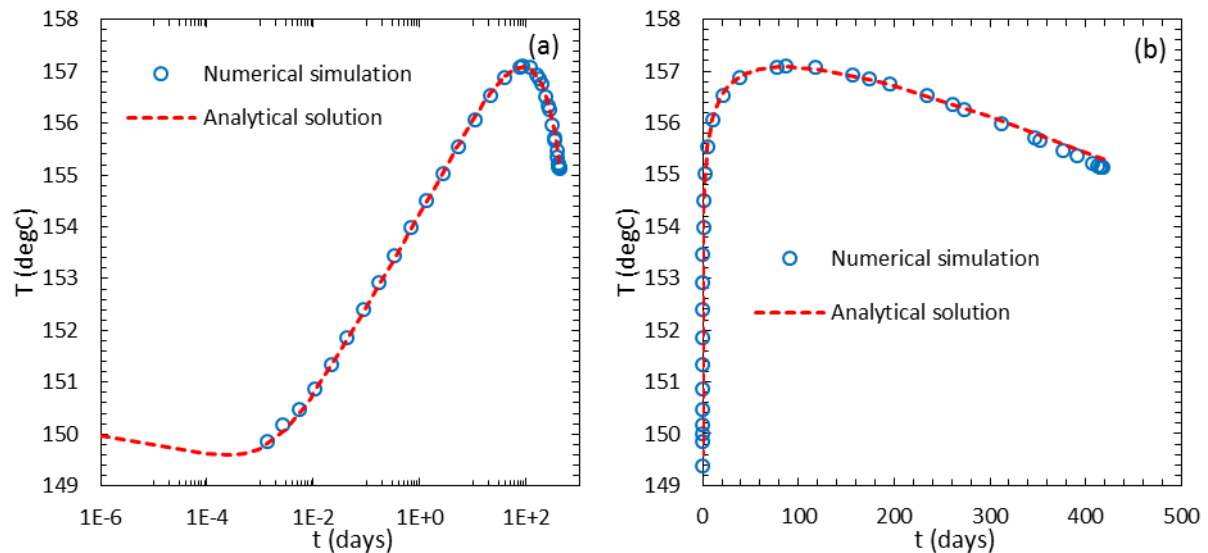 158
157
156
155
154
153
152
151
150
149
T (degC)
(a)
Numerical simulation
Analytical solution
1E-6
1E-4
1E-2
1E+0
1E+2
t (days)
158
157
156
155
154
153
152
151
150
149
T (degC)
(b)
Numerical simulation
Analytical solution
0
100
200
300
400
500
t (days)